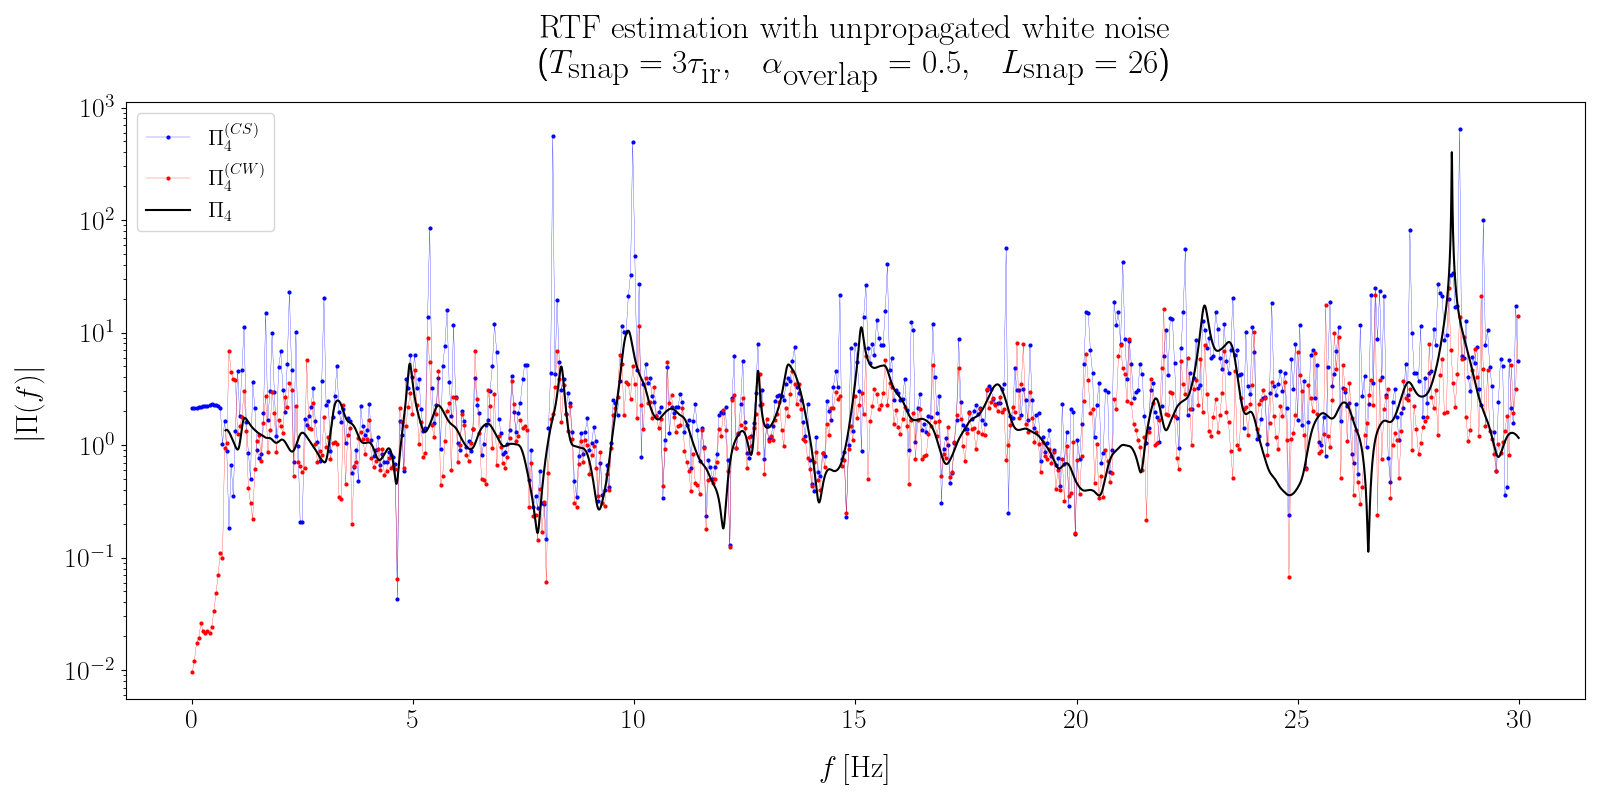 RTF estimation with unpropagated white noise
(T_snap = 3τ_ir, α_overlap = 0.5, L_snap = 26)
10^3
10^2
10^1
10^0
10^−1
10^−2
|Π(f)|
Π_4^(CS)
Π_4^(CW)
Π_4
0 5 10 15 20 25 30
f [Hz]